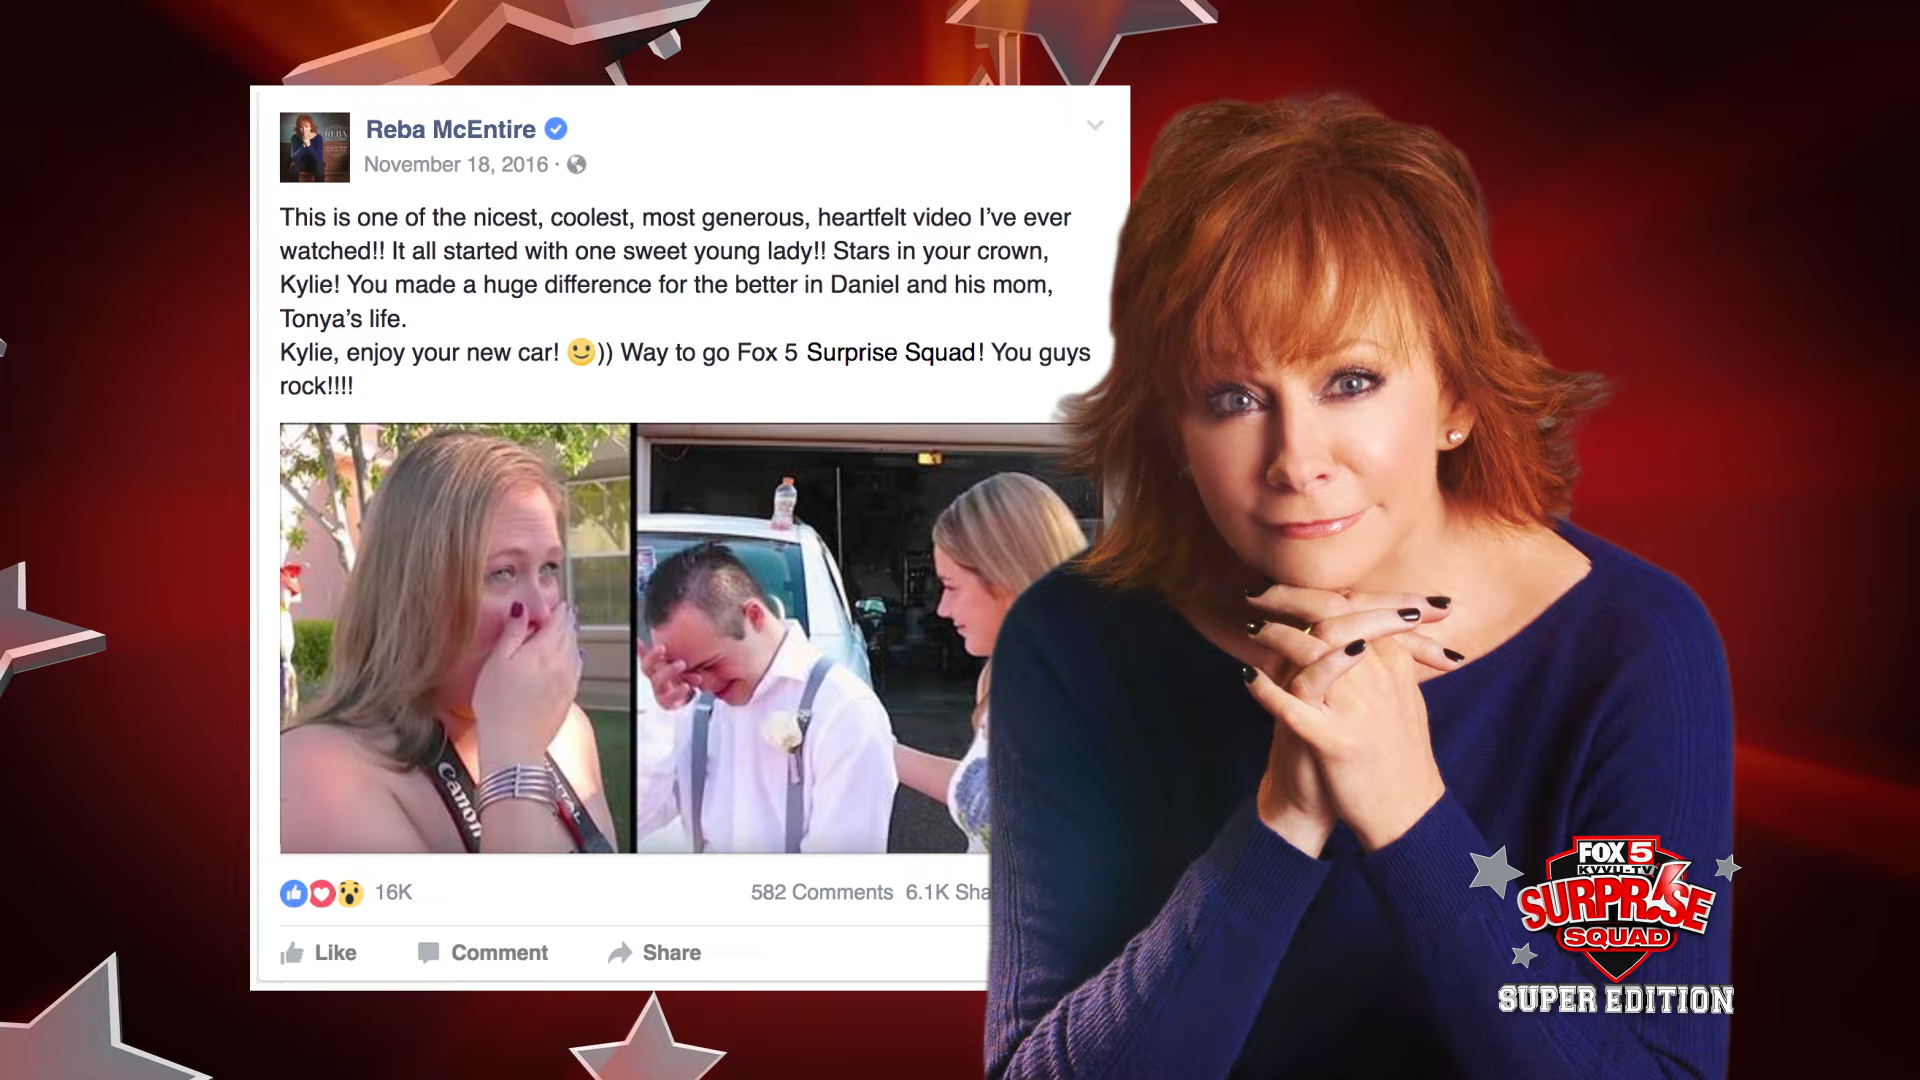 Reba McEntire
November 18, 2016 ·
This is one of the nicest, coolest, most generous, heartfelt video I've ever
watched!! It all started with one sweet young lady!! Stars in your crown,
Kylie! You made a huge difference for the better in Daniel and his mom,
Tonya's life.
Kylie, enjoy your new car! 🙂)) Way to go Fox 5 Surprise Squad! You guys
rock!!!!
Canon
16K
582 Comments 6.1K Sha
Like Comment Share
FOX 5
KVVU-TV
SURPRISE
SQUAD
SUPER EDITION